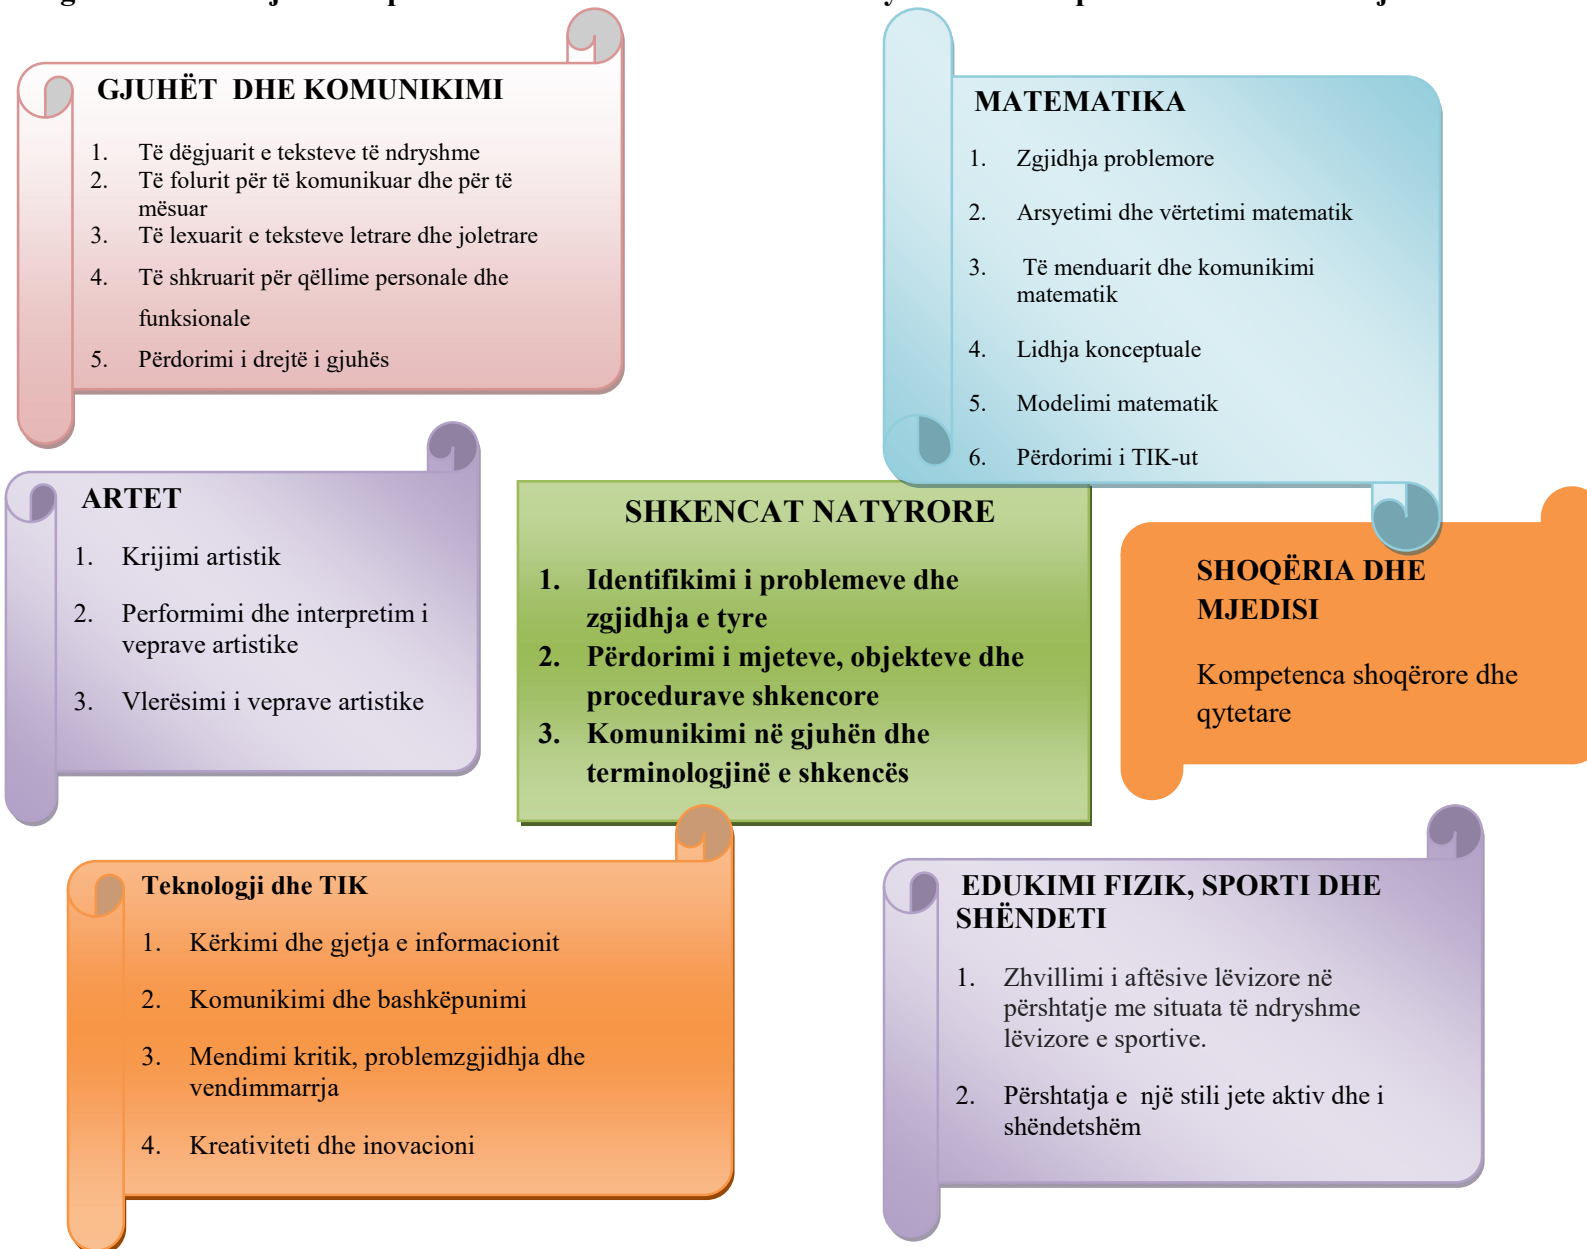 GJUHËT DHE KOMUNIKIMI
1. Të dëgjuarit e teksteve të ndryshme
2. Të folurit për të komunikuar dhe për të
mësuar
3. Të lexuarit e teksteve letrare dhe joletrare
4. Të shkruarit për qëllime personale dhe
funksionale
5. Përdorimi i drejtë i gjuhës
MATEMATIKA
1. Zgjidhja problemore
2. Arsyetimi dhe vërtetimi matematik
3. Të menduarit dhe komunikimi
matematik
4. Lidhja konceptuale
5. Modelimi matematik
6. Përdorimi i TIK-ut
ARTET
1. Krijimi artistik
2. Performimi dhe interpretim i
veprave artistike
3. Vlerësimi i veprave artistike
SHKENCAT NATYRORE
1. Identifikimi i problemeve dhe
zgjidhja e tyre
2. Përdorimi i mjeteve, objekteve dhe
procedurave shkencore
3. Komunikimi në gjuhën dhe
terminologjinë e shkencës
SHOQËRIA DHE
MJEDISI
Kompetenca shoqërore dhe
qytetare
Teknologji dhe TIK
1. Kërkimi dhe gjetja e informacionit
2. Komunikimi dhe bashkëpunimi
3. Mendimi kritik, problemzgjidhja dhe
vendimmarrja
4. Kreativiteti dhe inovacioni
EDUKIMI FIZIK, SPORTI DHE
SHËNDETI
1. Zhvillimi i aftësive lëvizore në
përshtatje me situata të ndryshme
lëvizore e sportive.
2. Përshtatja e një stili jete aktiv dhe i
shëndetshëm